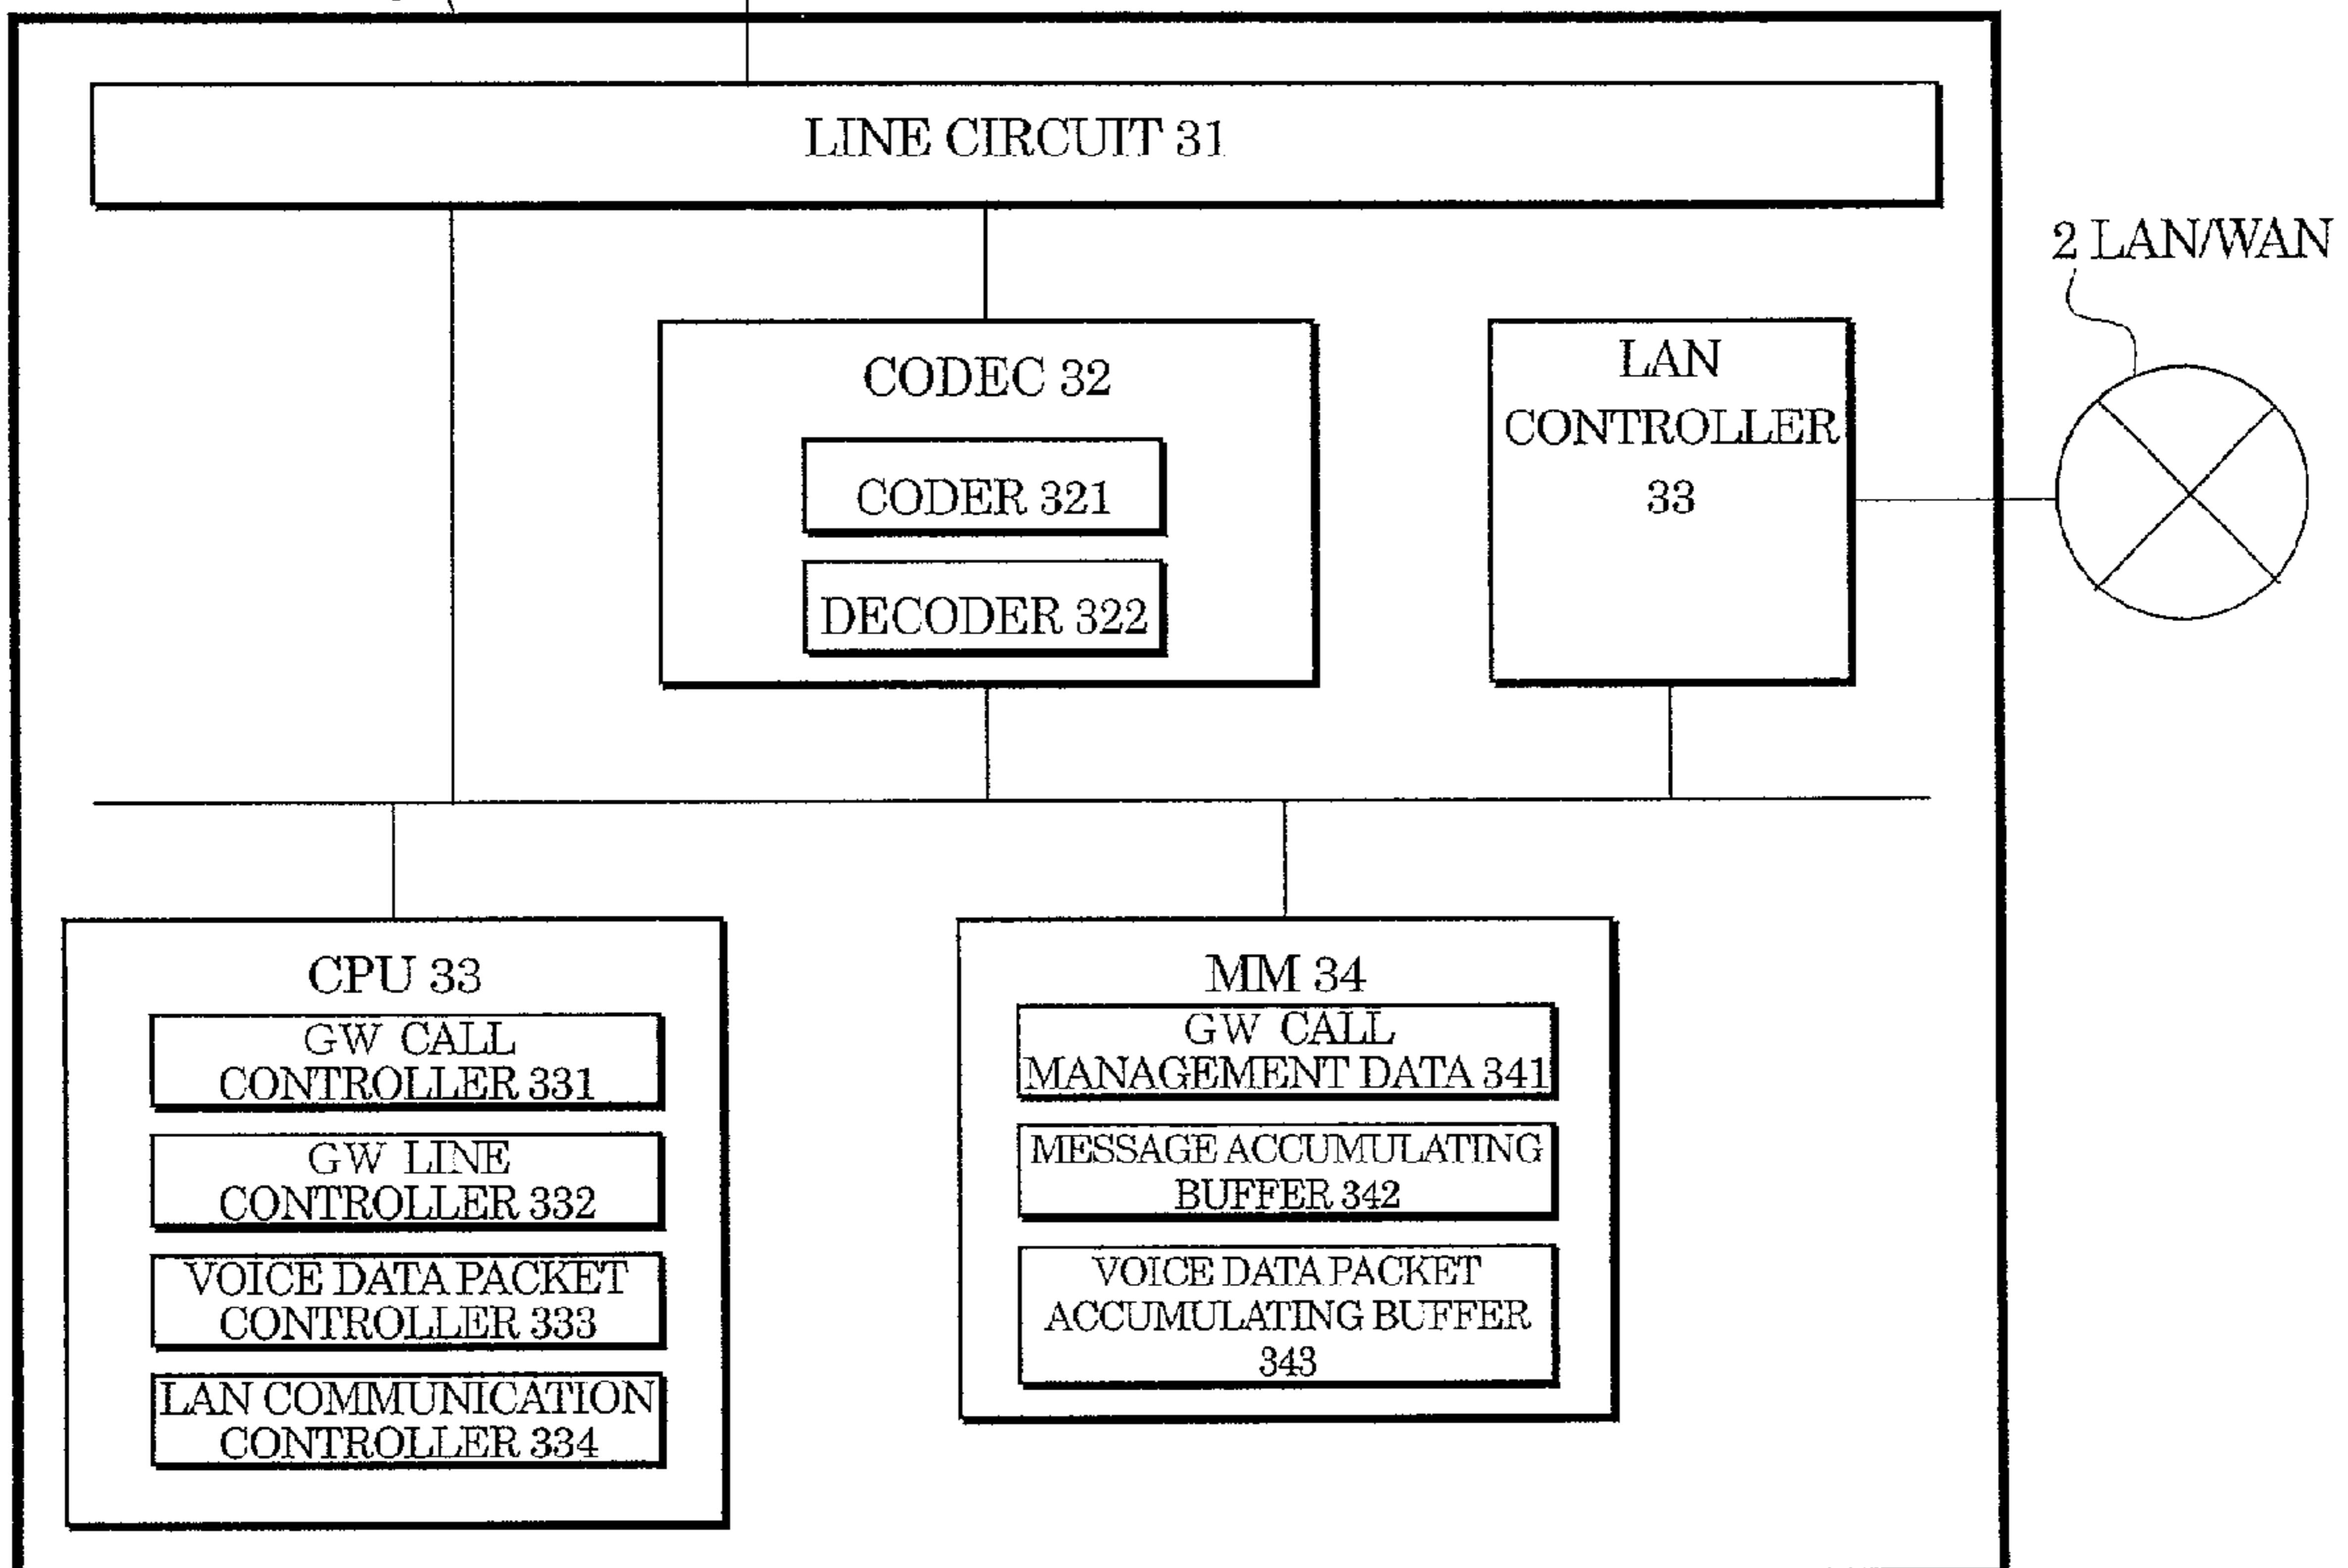 LINE CIRCUIT 31
2 LAN/WAN
CODEC 32
CODER 321
DECODER 322
LAN
CONTROLLER
33
CPU 33
GW CALL
CONTROLLER 331
GW LINE
CONTROLLER 332
VOICE DATA PACKET
CONTROLLER 333
LAN COMMUNICATION
CONTROLLER 334
MM 34
GW CALL
MANAGEMENT DATA 341
MESSAGE ACCUMULATING
BUFFER 342
VOICE DATA PACKET
ACCUMULATING BUFFER
343